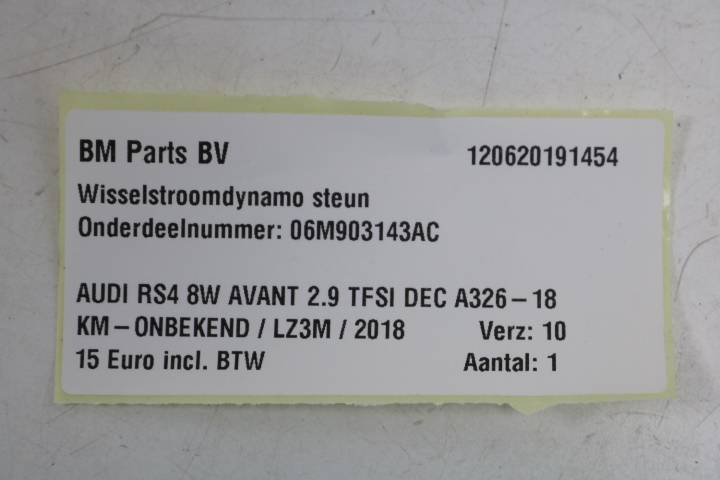 BM Parts BV 120620191454
Wisselstroomdynamo steun
Onderdeelnummer: 06M903143AC
AUDI RS4 8W AVANT 2.9 TFSI DEC A326-18
KM-ONBEKEND / LZ3M / 2018 Verz: 10
15 Euro incl. BTW Aantal: 1